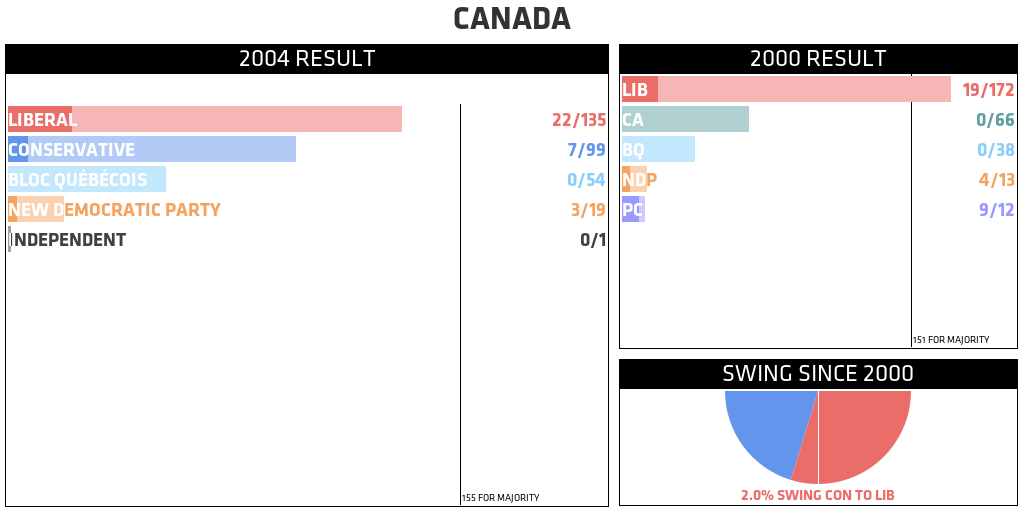 CANADA
2004 RESULT
LIBERAL 22/135
CONSERVATIVE 7/99
BLOC QUÉBÉCOIS 0/54
NEW DEMOCRATIC PARTY 3/19
INDEPENDENT 0/1
155 FOR MAJORITY
2000 RESULT
LIB 19/172
CA 0/66
BQ 0/38
NDP 4/13
PC 9/12
151 FOR MAJORITY
SWING SINCE 2000
2.0% SWING CON TO LIB